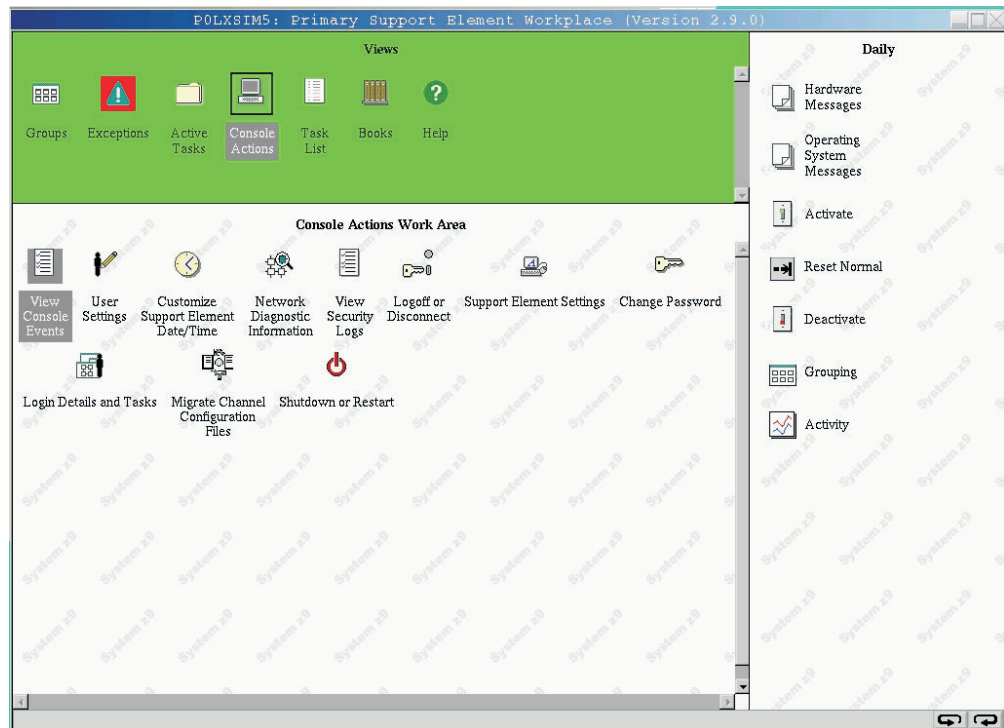 P0LXSIM5: Primary Support Element Workplace (Version 2.9.0)
Views
Groups
Exceptions
Active
Tasks
Console
Actions
Task
List
Books
Help
Console Actions Work Area
View
Console
Events
User
Settings
Customize
Support Element
Date/Time
Network
Diagnostic
Information
View
Security
Logs
Logoff or
Disconnect
Support Element Settings
Change Password
Login Details and Tasks
Migrate Channel
Configuration
Files
Shutdown or Restart
Daily
Hardware
Messages
Operating
System
Messages
Activate
Reset Normal
Deactivate
Grouping
Activity
System z9